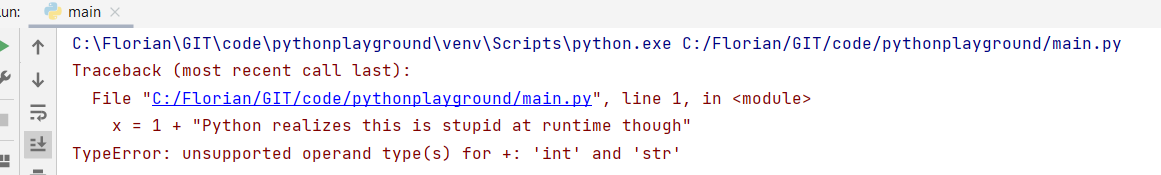 un:
main
C:\Florian\GIT\code\pythonplayground\venv\Scripts\python.exe C:/Florian/GIT/code/pythonplayground/main.py
Traceback (most recent call last):
  File "C:/Florian/GIT/code/pythonplayground/main.py", line 1, in <module>
    x = 1 + "Python realizes this is stupid at runtime though"
TypeError: unsupported operand type(s) for +: 'int' and 'str'